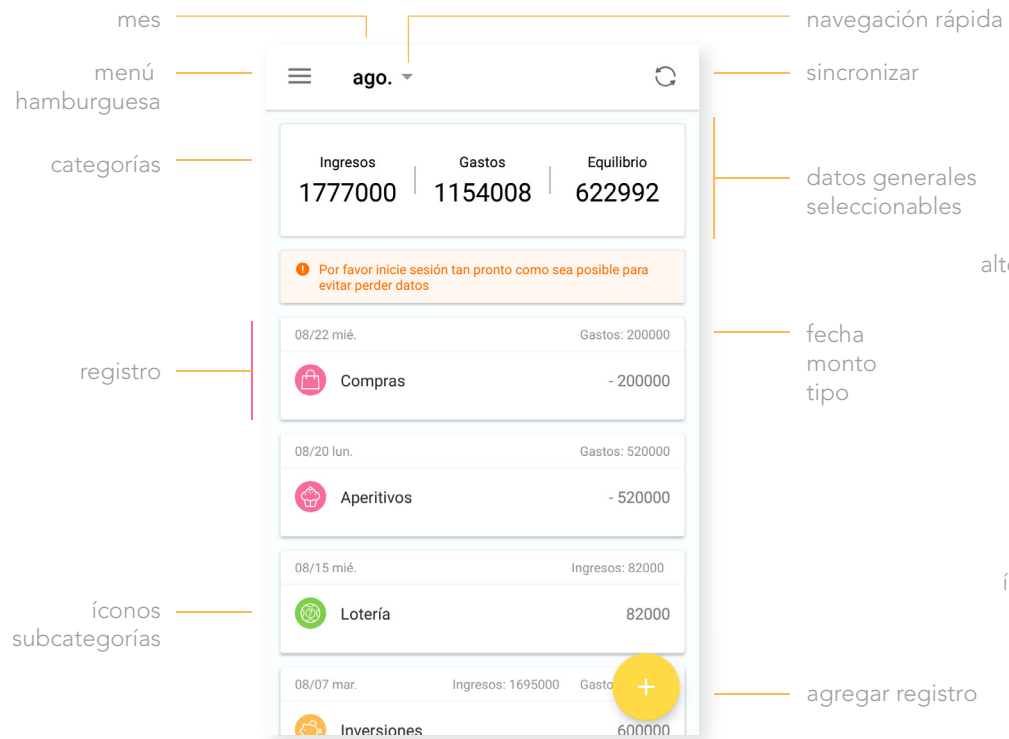 mes
navegación rápida
menú
hamburguesa
ago.
sincronizar
categorías
Ingresos
Gastos
Equilibrio
1777000
1154008
622992
datos generales
seleccionables
Por favor inicie sesión tan pronto como sea posible para
evitar perder datos
registro
08/22 mié.
Gastos: 200000
Compras
- 200000
fecha
monto
tipo
08/20 lun.
Gastos: 520000
Aperitivos
- 520000
08/15 mié.
Ingresos: 82000
Lotería
82000
íconos
subcategorías
08/07 mar.
Ingresos: 1695000
Inversiones
600000
agregar registro